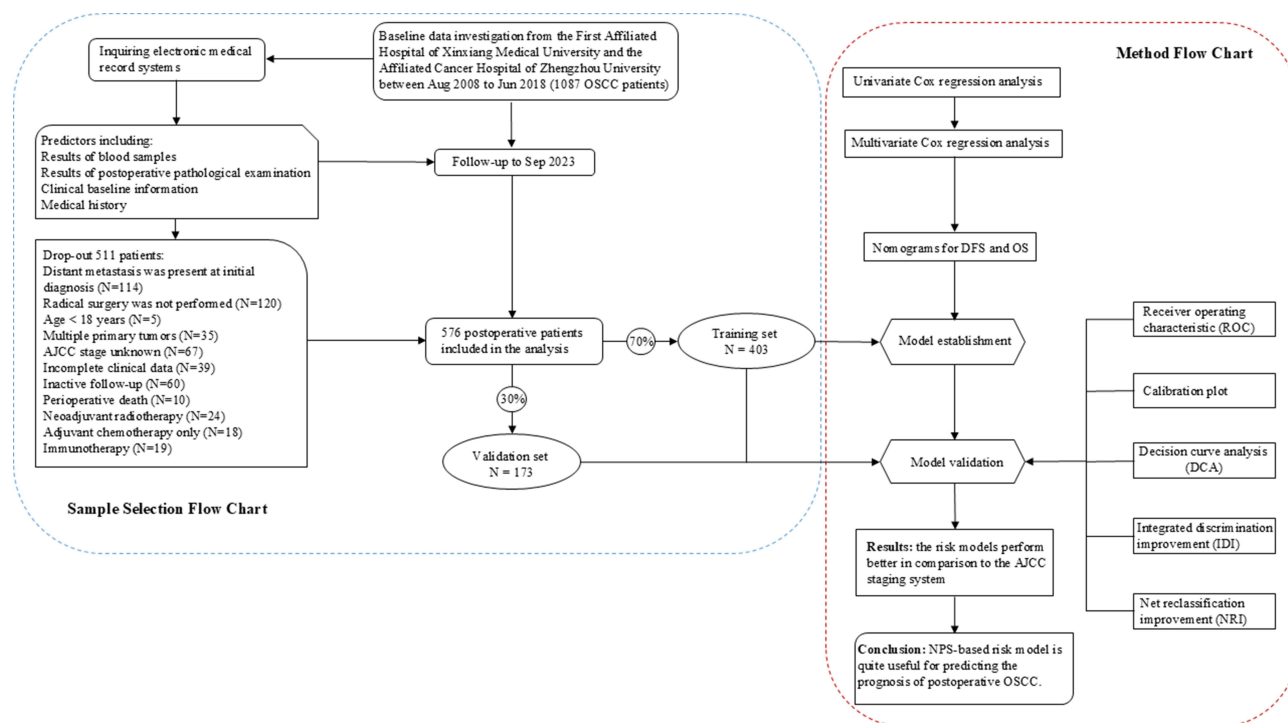 Inquiring electronic medical
record systems
Baseline data investigation from the First Affiliated
Hospital of Xinxiang Medical University and the
Affiliated Cancer Hospital of Zhengzhou University
between Aug 2008 to Jun 2018 (1087 OSCC patients)
Predictors including:
Results of blood samples
Results of postoperative pathological examination
Clinical baseline information
Medical history
Follow-up to Sep 2023
Drop-out 511 patients:
Distant metastasis was present at initial
diagnosis (N=114)
Radical surgery was not performed (N=120)
Age < 18 years (N=5)
Multiple primary tumors (N=35)
AJCC stage unknown (N=67)
Incomplete clinical data (N=39)
Inactive follow-up (N=60)
Perioperative death (N=10)
Neoadjuvant radiotherapy (N=24)
Adjuvant chemotherapy only (N=18)
Immunotherapy (N=19)
576 postoperative patients
included in the analysis
70%
Training set
N = 403
30%
Validation set
N = 173
Sample Selection Flow Chart
Method Flow Chart
Univariate Cox regression analysis
Multivariate Cox regression analysis
Nomograms for DFS and OS
Model establishment
Model validation
Results: the risk models perform
better in comparison to the AJCC
staging system
Conclusion: NPS-based risk model is
quite useful for predicting the
prognosis of postoperative OSCC.
Receiver operating
characteristic (ROC)
Calibration plot
Decision curve analysis
(DCA)
Integrated discrimination
improvement (IDI)
Net reclassification
improvement (NRI)